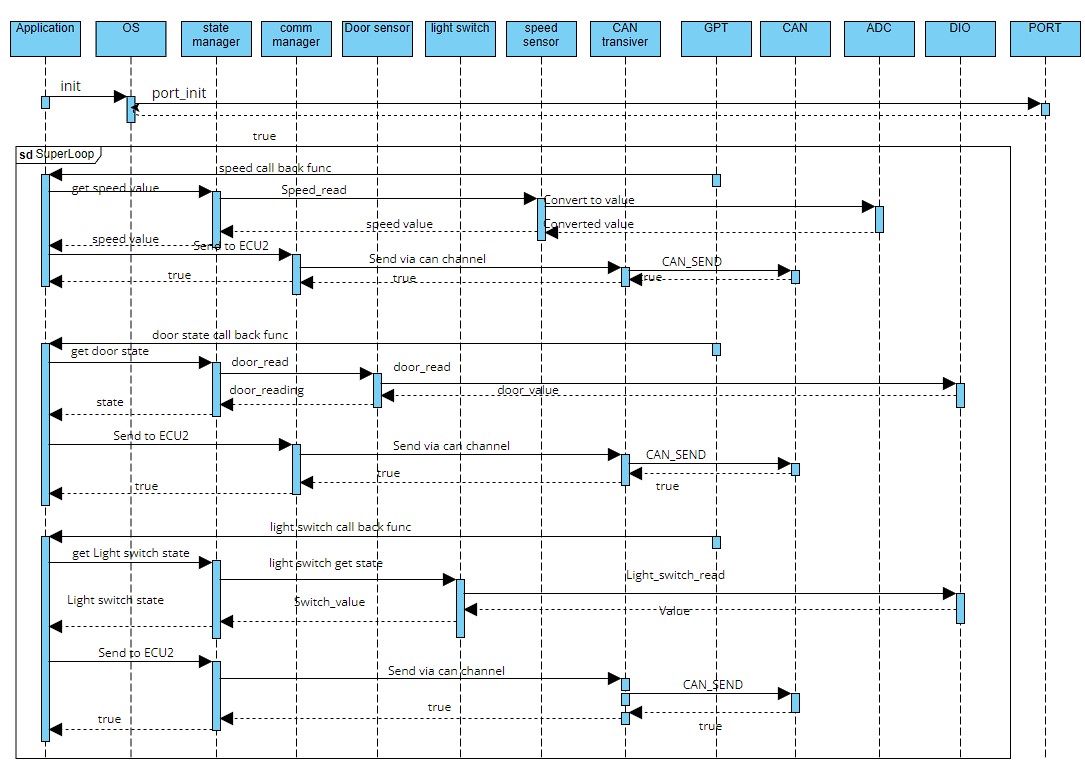 Application
OS
state
manager
comm
manager
Door sensor
light switch
speed
sensor
CAN
transiver
GPT
CAN
ADC
DIO
PORT
init
port_init
true
sd SuperLoop
speed call back func
get speed value
Speed_read
Convert to value
speed value
Converted value
speed value
Send to ECU2
Send via can channel
CAN_SEND
true
true
true
door state call back func
get door state
door_read
door_read
door_reading
door_value
state
Send to ECU2
Send via can channel
CAN_SEND
true
true
true
light switch call back func
get Light switch state
light switch get state
Light_switch_read
Light switch state
Switch_value
Value
Send to ECU2
Send via can channel
CAN_SEND
true
true
true